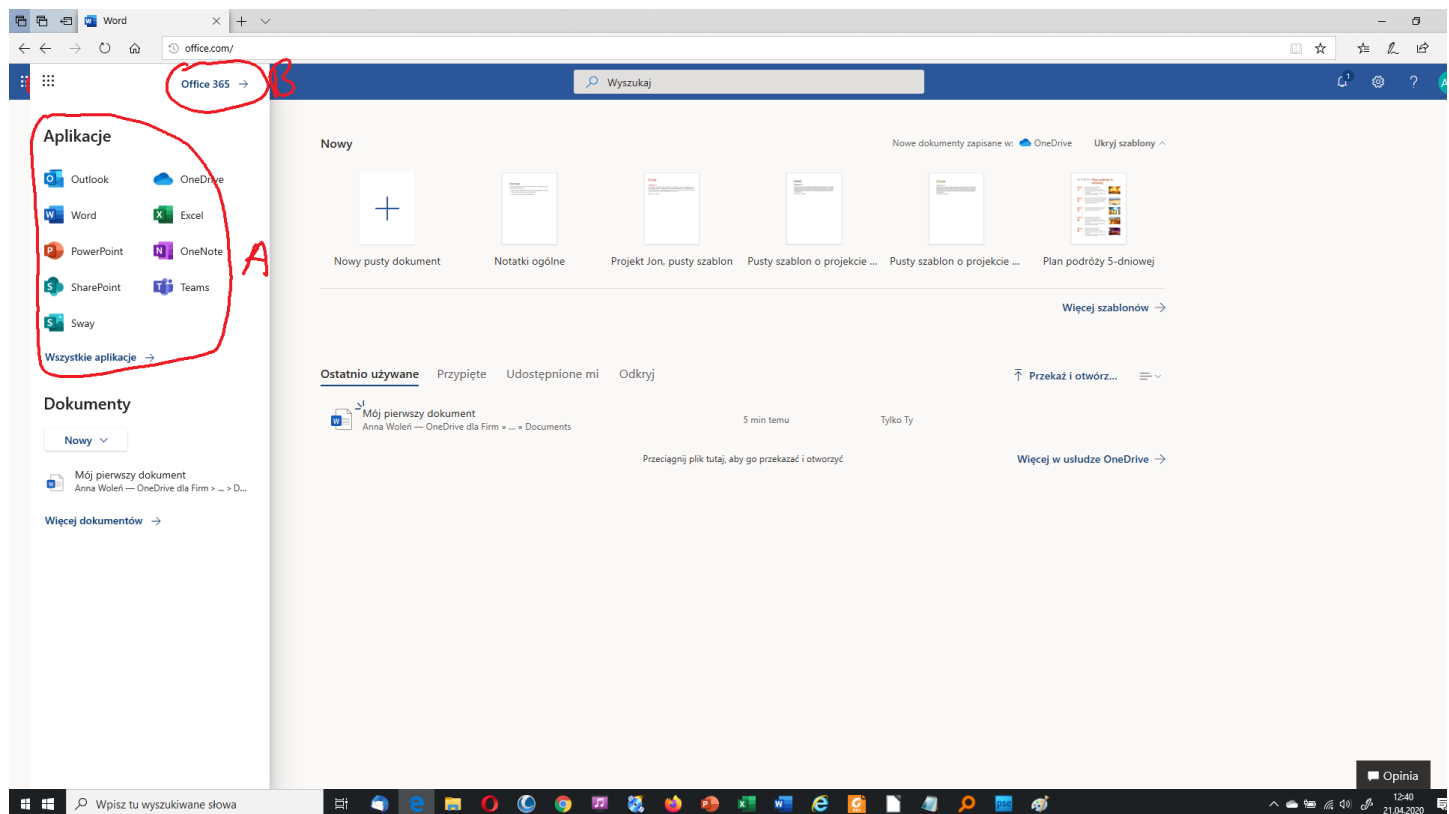 Word
office.com/
Office 365 →
B
Wyszukaj
1
?
A
Aplikacje
Outlook
OneDrive
Word
Excel
PowerPoint
OneNote
SharePoint
Teams
Sway
Wszystkie aplikacje →
A
Dokumenty
Nowy
Mój pierwszy dokument
Anna Woleń — OneDrive dla Firm > ... > D...
Więcej dokumentów →
Nowy
Nowe dokumenty zapisane w: OneDrive
Ukryj szablony
Nowy pusty dokument
Notatki ogólne
Projekt Jon, pusty szablon
Pusty szablon o projekcie ...
Pusty szablon o projekcie ...
Plan podróży 5-dniowej
Więcej szablonów →
Ostatnio używane Przypięte Udostępnione mi Odkryj
Przekaż i otwórz...
Mój pierwszy dokument
Anna Woleń — OneDrive dla Firm » ... » Documents
5 min temu
Tylko Ty
Przeciągnij plik tutaj, aby go przekazać i otworzyć
Więcej w usłudze OneDrive →
Opinia
Wpisz tu wyszukiwane słowa
12:40
21.04.2020